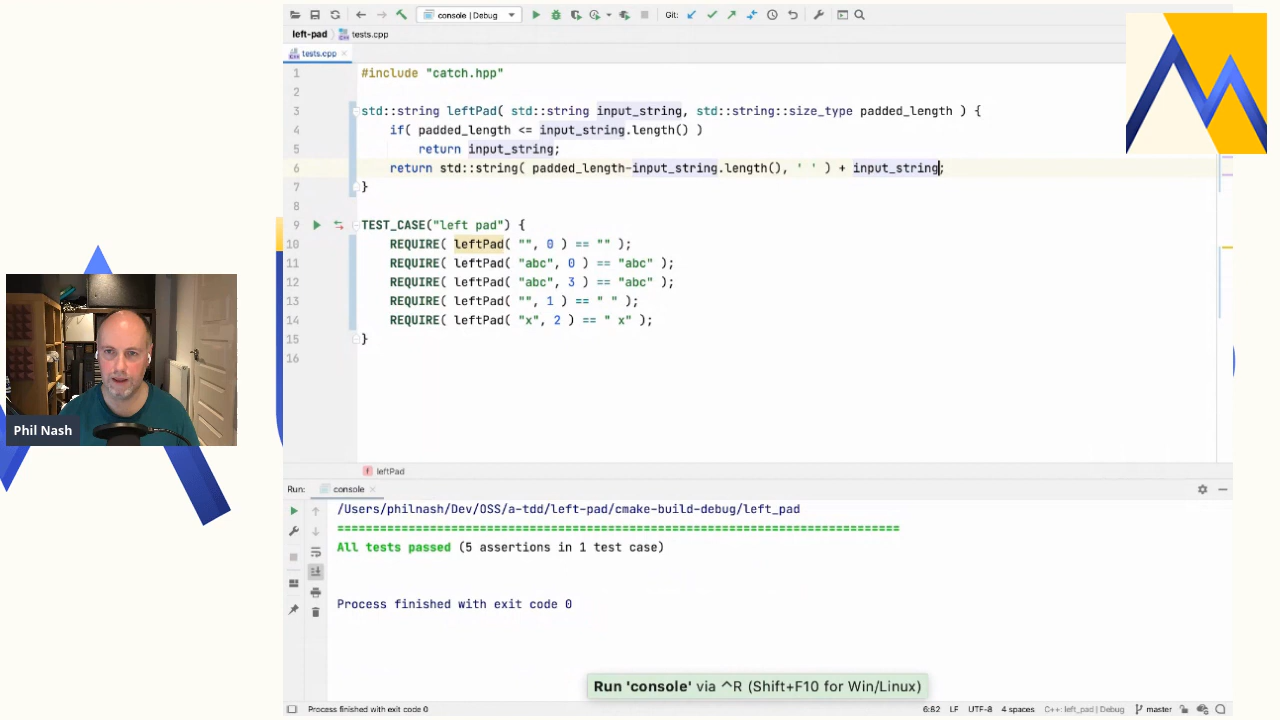 console | Debug
Git:
left-pad
tests.cpp
tests.cpp
1 #include "catch.hpp"
2
3 std::string leftPad( std::string input_string, std::string::size_type padded_length ) {
4 if( padded_length <= input_string.length() )
5 return input_string;
6 return std::string( padded_length-input_string.length(), ' ' ) + input_string;
7 }
8
9 TEST_CASE("left pad") {
10 REQUIRE( leftPad( "", 0 ) == "" );
11 REQUIRE( leftPad( "abc", 0 ) == "abc" );
12 REQUIRE( leftPad( "abc", 3 ) == "abc" );
13 REQUIRE( leftPad( "", 1 ) == " " );
14 REQUIRE( leftPad( "x", 2 ) == " x" );
15 }
16
Phil Nash
f leftPad
Run: console
/Users/philnash/Dev/OSS/a-tdd/left-pad/cmake-build-debug/left_pad
===============================================================================
All tests passed (5 assertions in 1 test case)
Process finished with exit code 0
Run 'console' via ^R (Shift+F10 for Win/Linux)
Process finished with exit code 0
6:82 LF UTF-8 4 spaces C++: left_pad | Debug master